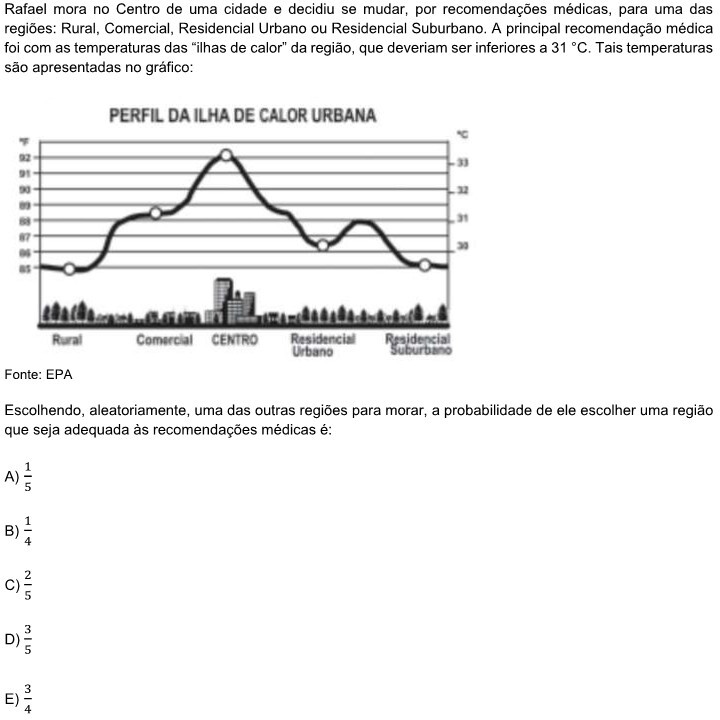 Rafael mora no Centro de uma cidade e decidiu se mudar, por recomendações médicas, para uma das
regiões: Rural, Comercial, Residencial Urbano ou Residencial Suburbano. A principal recomendação médica
foi com as temperaturas das “ilhas de calor” da região, que deveriam ser inferiores a 31 °C. Tais temperaturas
são apresentadas no gráfico:
PERFIL DA ILHA DE CALOR URBANA
°F
°C
92
91
90
89
88
87
86
85
33
32
31
30
Rural
Comercial
CENTRO
Residencial
Urbano
Residencial
Suburbano
Fonte: EPA
Escolhendo, aleatoriamente, uma das outras regiões para morar, a probabilidade de ele escolher uma região
que seja adequada às recomendações médicas é:
A) 1/5
B) 1/4
C) 2/5
D) 3/5
E) 3/4